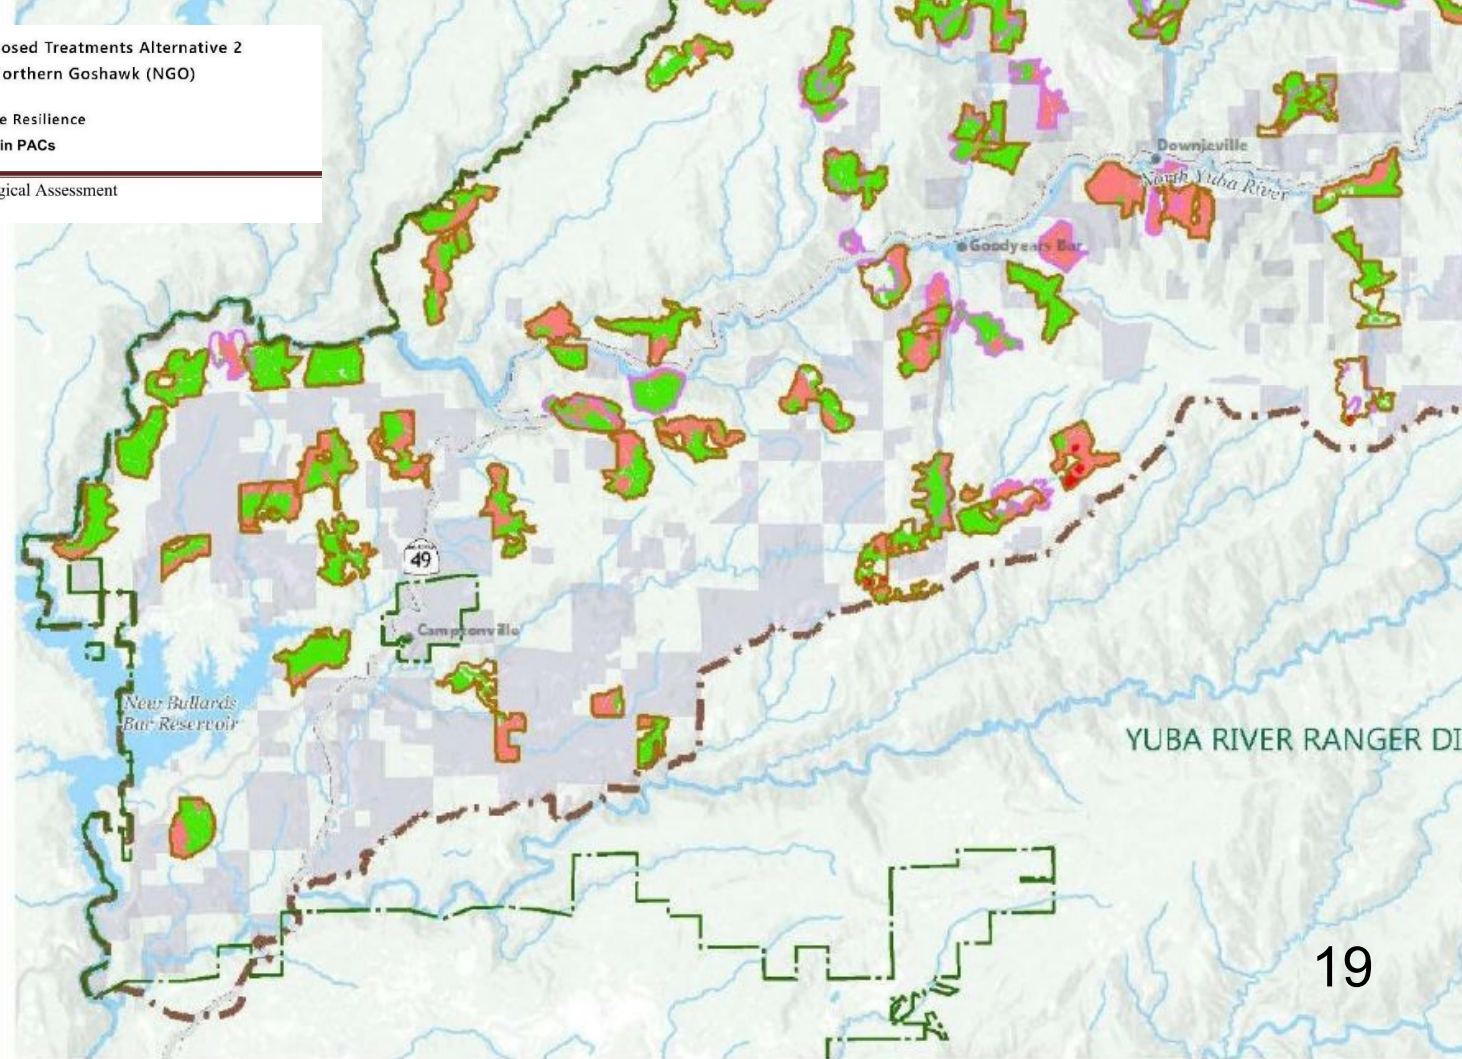 osed Treatments Alternative 2
orthern Goshawk (NGO)
e Resilience
in PACs
gical Assessment
Downieville
North Yuba River
Goodyears Bar
49
Camptonville
New Bullards
Bar Reservoir
YUBA RIVER RANGER DI
19